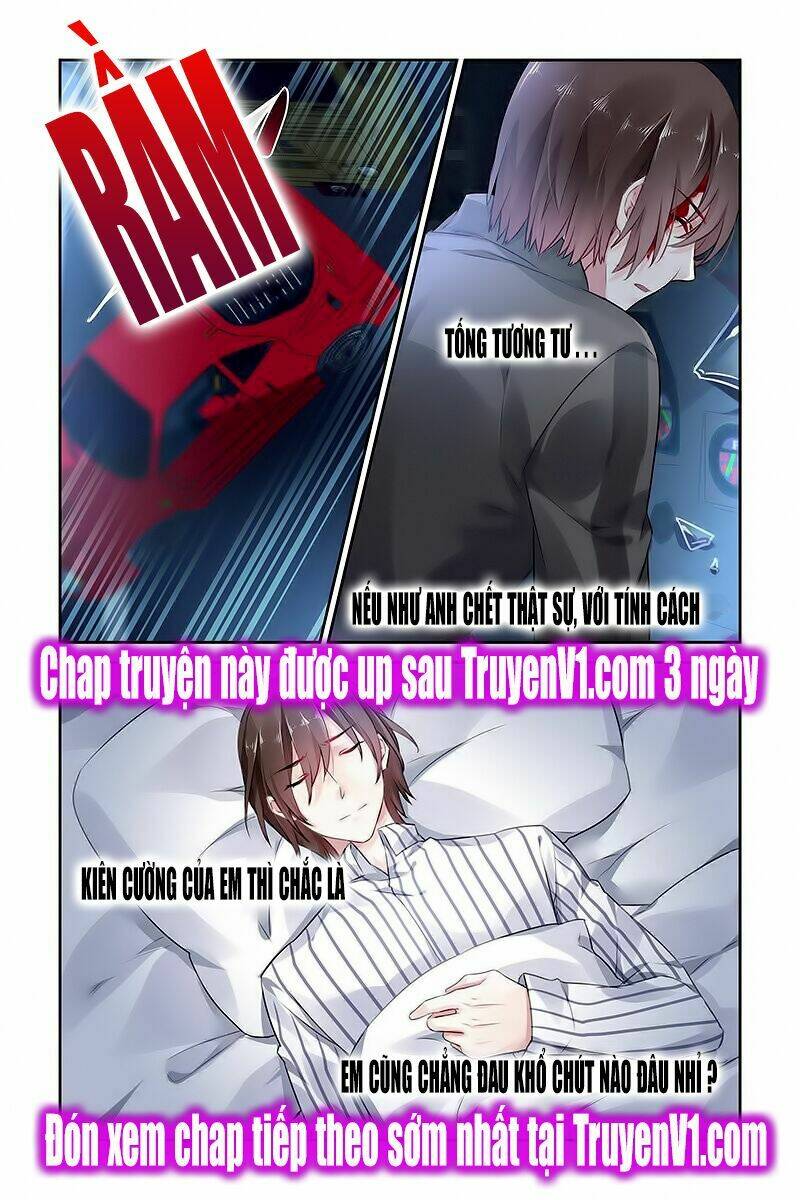 RẦM
TỐNG TƯƠNG TƯ . . .
NẾU NHƯ ANH CHẾT THẬT SỰ, VỚI TÍNH CÁCH
Chap truyện này được up sau TruyenV1.com 3 ngày
KIÊN CƯỜNG CỦA EM THÌ CHẮC LÀ
EM CŨNG CHẲNG ĐAU KHỔ CHÚT NÀO ĐÂU NHỈ ?
Đón xem chap tiếp theo sớm nhất tại TruyenV1.com